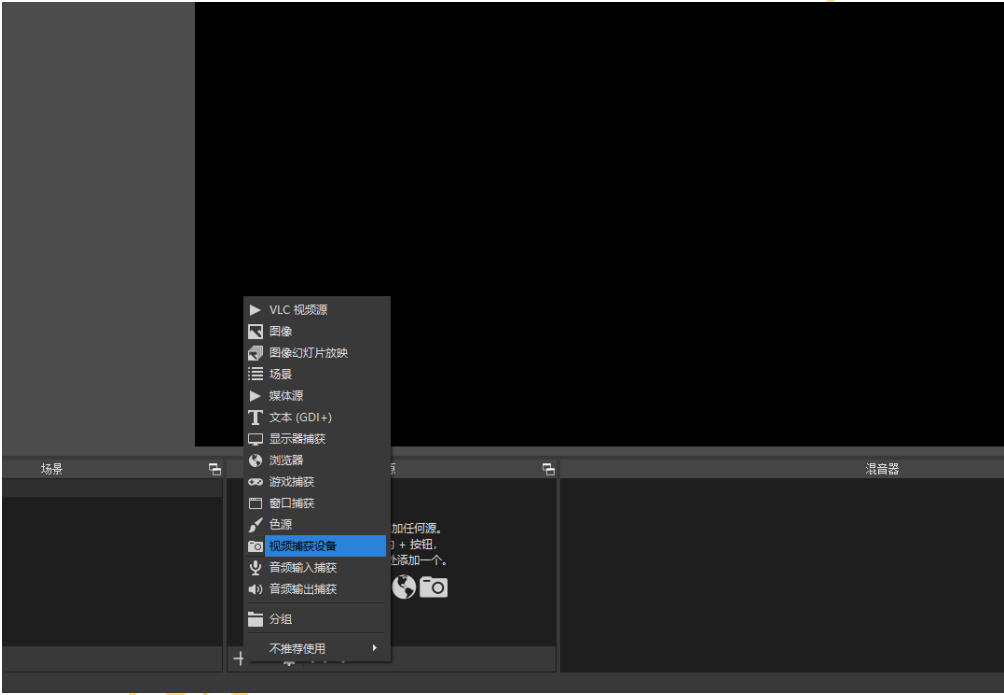 VLC 视频源
图像
图像幻灯片放映
场景
媒体源
文本 (GDI+)
显示器捕获
浏览器
游戏捕获
窗口捕获
色源
视频捕获设备
音频输入捕获
音频输出捕获
分组
不推荐使用
场景
混音器
加任何源。
+ 按钮,
添加一个。